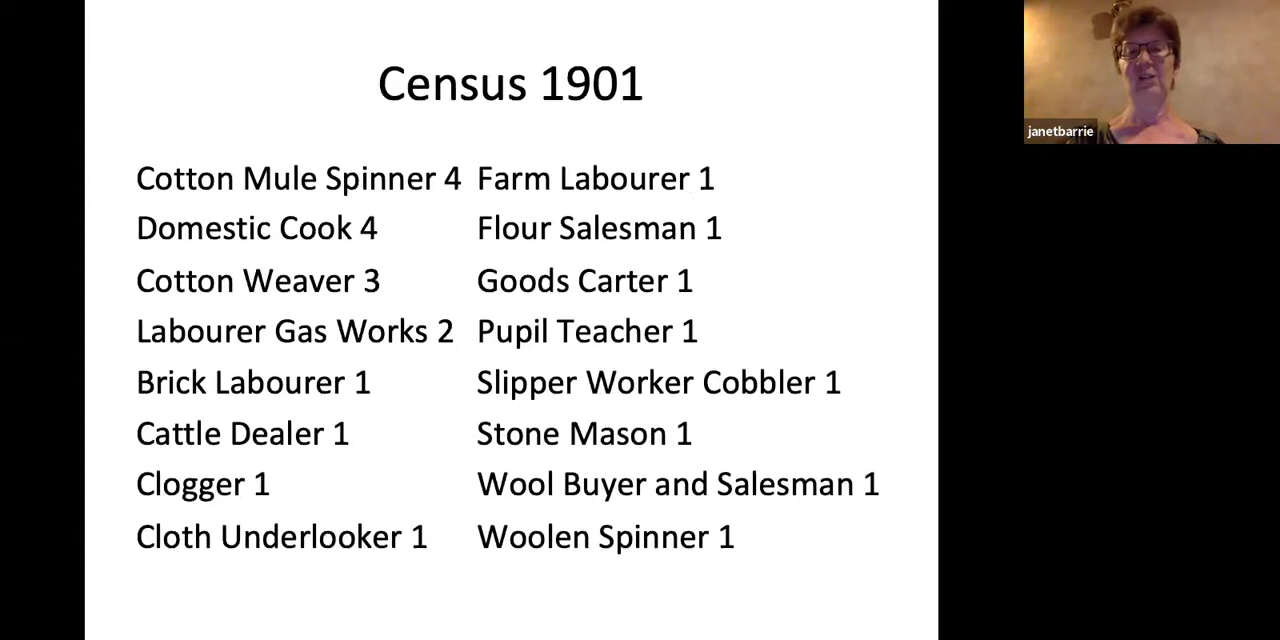 Census 1901
Cotton Mule Spinner 4
Domestic Cook 4
Cotton Weaver 3
Labourer Gas Works 2
Brick Labourer 1
Cattle Dealer 1
Clogger 1
Cloth Underlooker 1
Farm Labourer 1
Flour Salesman 1
Goods Carter 1
Pupil Teacher 1
Slipper Worker Cobbler 1
Stone Mason 1
Wool Buyer and Salesman 1
Woolen Spinner 1
janetbarrie